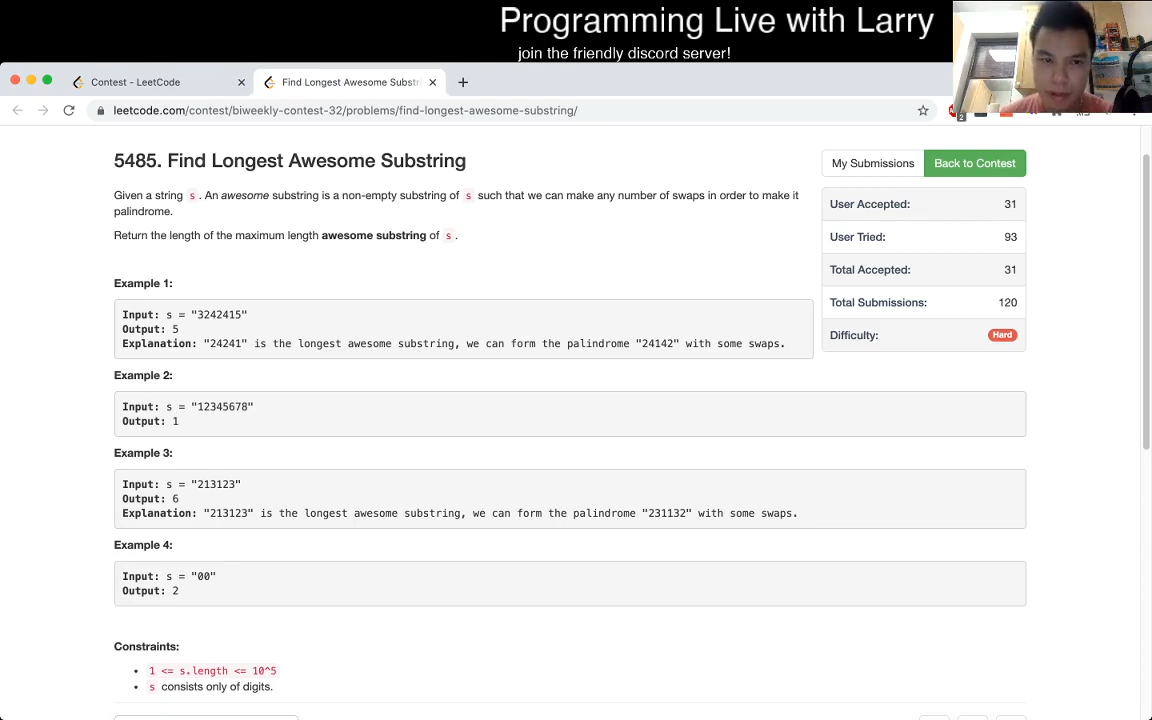 Programming Live with Larry
join the friendly discord server!
Contest - LeetCode
Find Longest Awesome Substri
leetcode.com/contest/biweekly-contest-32/problems/find-longest-awesome-substring/
2
5485. Find Longest Awesome Substring
My Submissions
Back to Contest
Given a string s . An awesome substring is a non-empty substring of s such that we can make any number of swaps in order to make it
palindrome.
Return the length of the maximum length awesome substring of s .
User Accepted: 31
User Tried: 93
Total Accepted: 31
Total Submissions: 120
Difficulty: Hard
Example 1:
Input: s = "3242415"
Output: 5
Explanation: "24241" is the longest awesome substring, we can form the palindrome "24142" with some swaps.
Example 2:
Input: s = "12345678"
Output: 1
Example 3:
Input: s = "213123"
Output: 6
Explanation: "213123" is the longest awesome substring, we can form the palindrome "231132" with some swaps.
Example 4:
Input: s = "00"
Output: 2
Constraints:
1 <= s.length <= 10^5
s consists only of digits.